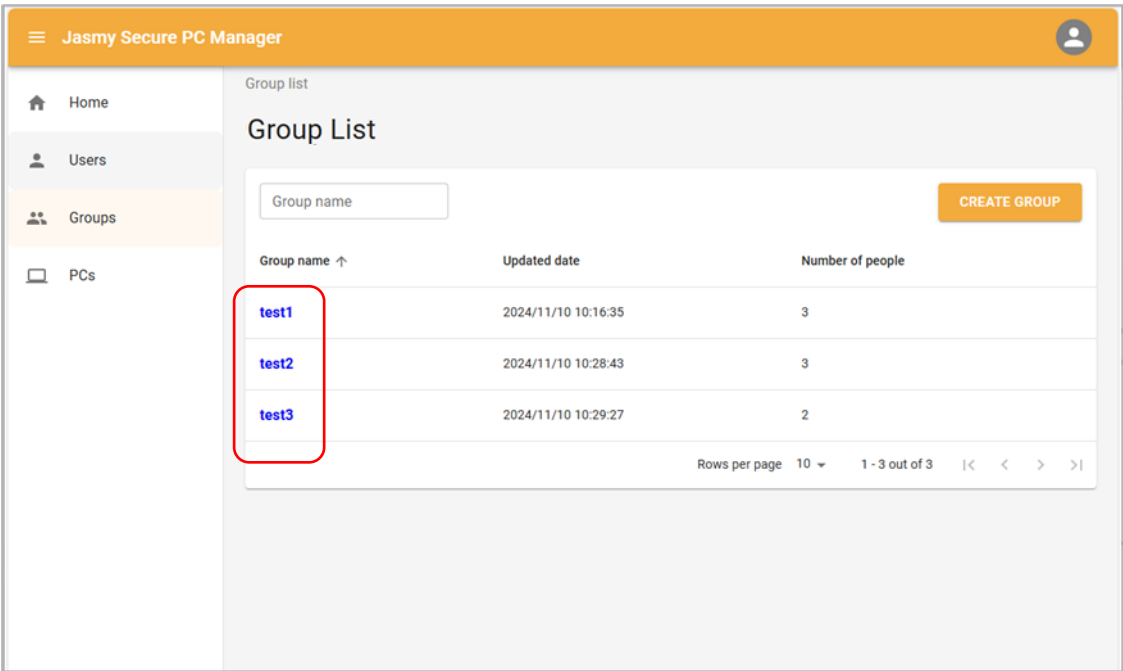 Jasmy Secure PC Manager
Home
Users
Groups
PCs
Group list
Group List
Group name
CREATE GROUP
Group name Updated date Number of people
test1 2024/11/10 10:16:35 3
test2 2024/11/10 10:28:43 3
test3 2024/11/10 10:29:27 2
Rows per page 10 1 - 3 out of 3